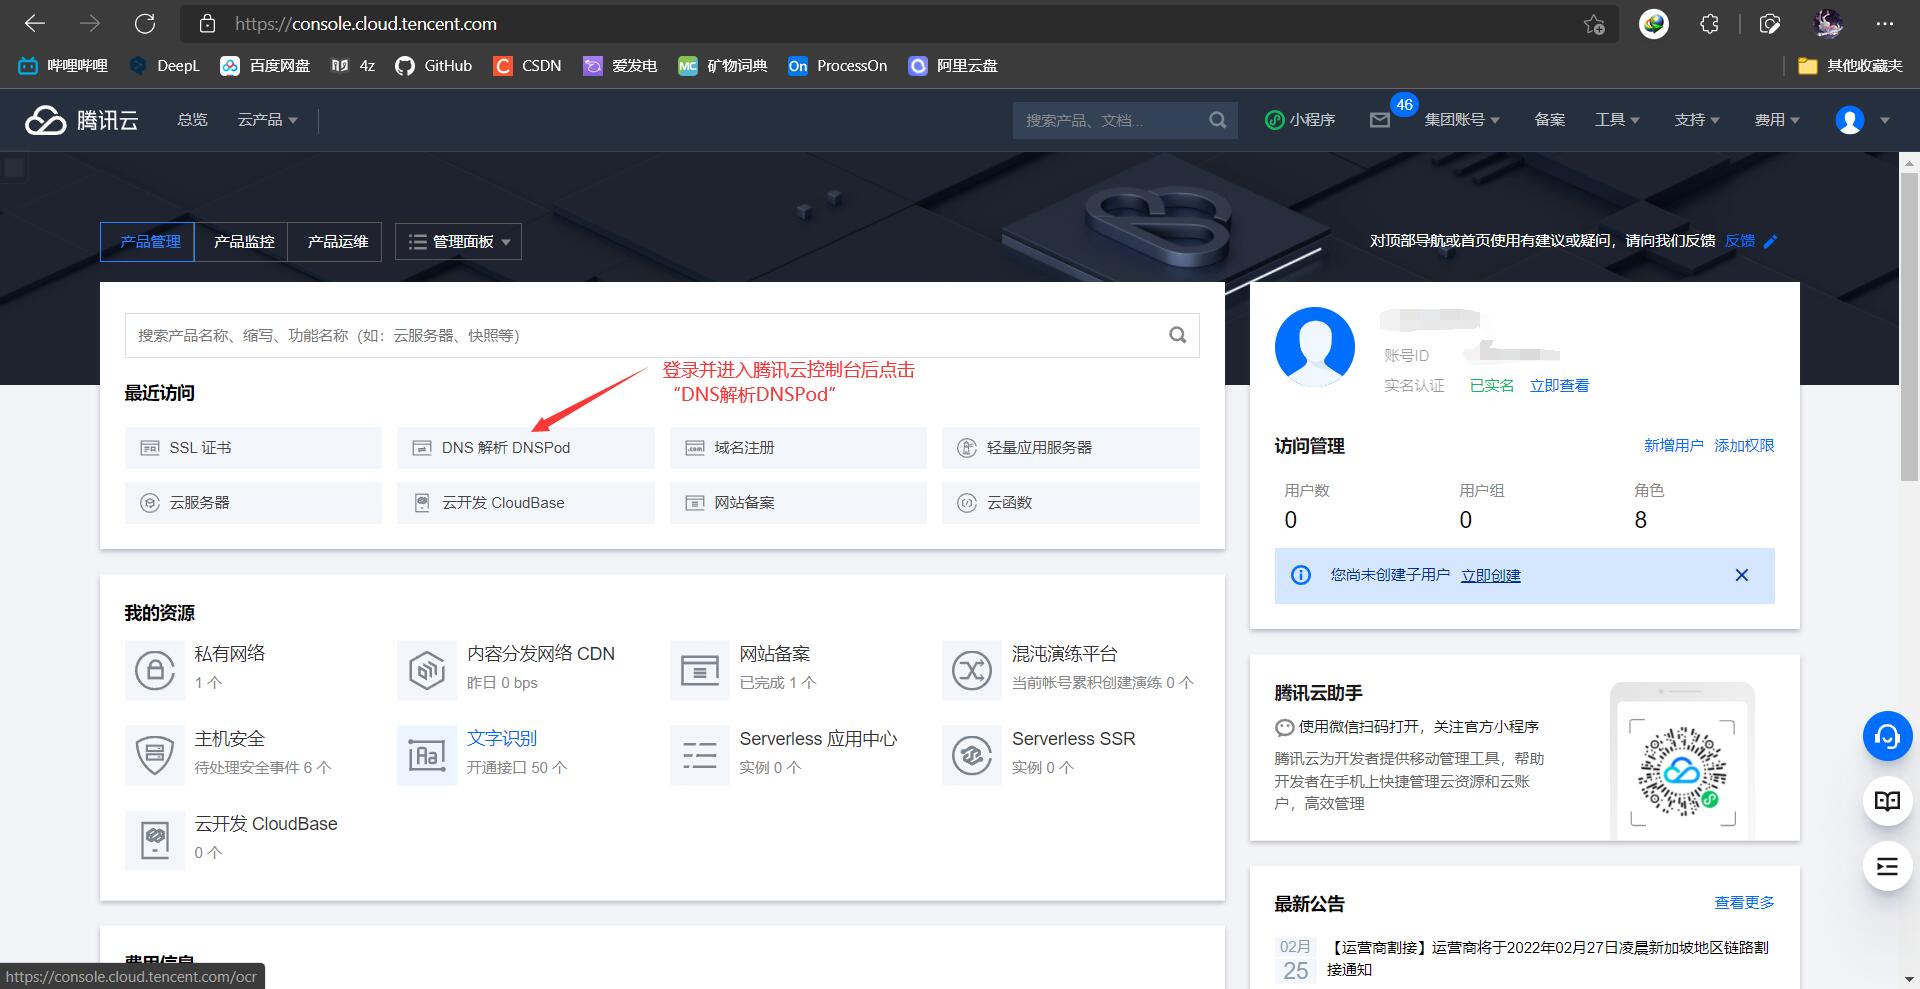 https://console.cloud.tencent.com
哔哩哔哩
DeepL
百度网盘
4z
GitHub
CSDN
爱发电
MC
矿物词典
On
ProcessOn
阿里云盘
其他收藏夹
腾讯云
总览
云产品
搜索产品、文档...
小程序
46
集团账号
备案
工具
支持
费用
产品管理
产品监控
产品运维
管理面板
对顶部导航或首页使用有建议或疑问，请向我们反馈 反馈
搜索产品名称、缩写、功能名称（如：云服务器、快照等）
登录并进入腾讯云控制台后点击
“DNS解析DNSPod”
最近访问
SSL 证书
DNS 解析 DNSPod
域名注册
轻量应用服务器
云服务器
云开发 CloudBase
网站备案
云函数
我的资源
私有网络
1 个
内容分发网络 CDN
昨日 0 bps
网站备案
已完成 1 个
混沌演练平台
当前帐号累积创建演练 0 个
主机安全
待处理安全事件 6 个
文字识别
开通接口 50 个
Serverless 应用中心
实例 0 个
Serverless SSR
实例 0 个
云开发 CloudBase
0 个
费用信息
账号ID
实名认证 已实名 立即查看
访问管理
新增用户 添加权限
用户数
用户组
角色
0
0
8
您尚未创建子用户 立即创建
腾讯云助手
使用微信扫码打开，关注官方小程序
腾讯云为开发者提供移动管理工具，帮助
开发者在手机上快捷管理云资源和云账
户，高效管理
最新公告
查看更多
02月
25
【运营商割接】运营商将于2022年02月27日凌晨新加坡地区链路割
接通知
https://console.cloud.tencent.com/ocr